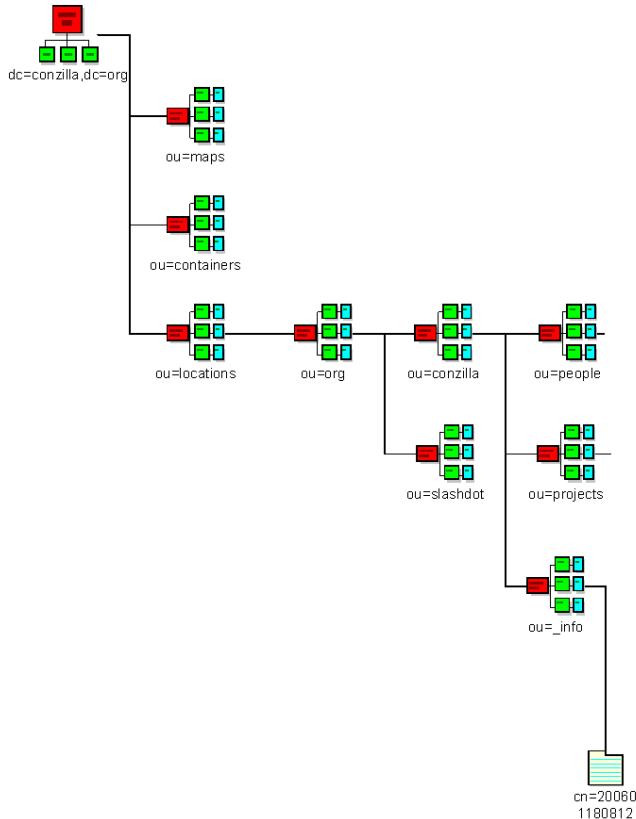 dc=conzilla,dc=org
ou=maps
ou=containers
ou=locations
ou=org
ou=conzilla
ou=people
ou=slashdot
ou=projects
ou=_info
cn=20060
1180812